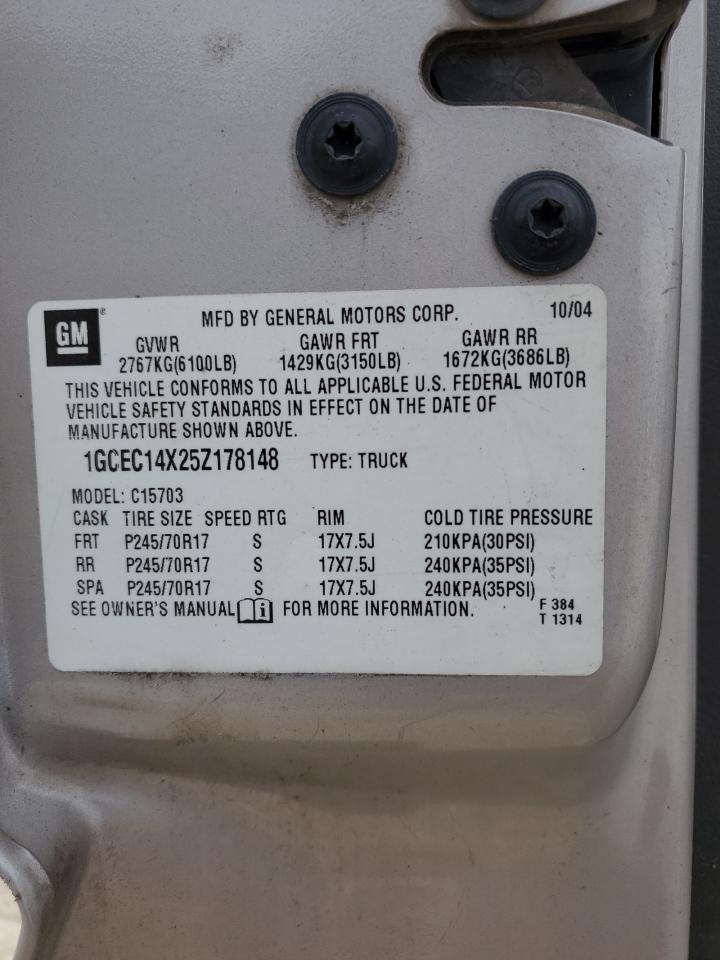 GM ®
MFD BY GENERAL MOTORS CORP. 10/04
GVWR GAWR FRT GAWR RR
2767KG(6100LB) 1429KG(3150LB) 1672KG(3686LB)
THIS VEHICLE CONFORMS TO ALL APPLICABLE U.S. FEDERAL MOTOR
VEHICLE SAFETY STANDARDS IN EFFECT ON THE DATE OF
MANUFACTURE SHOWN ABOVE.
1GCEC14X25Z178148 TYPE: TRUCK
MODEL: C15703
CASK TIRE SIZE SPEED RTG RIM COLD TIRE PRESSURE
FRT P245/70R17 S 17X7.5J 210KPA(30PSI)
RR P245/70R17 S 17X7.5J 240KPA(35PSI)
SPA P245/70R17 S 17X7.5J 240KPA(35PSI)
SEE OWNER'S MANUAL i FOR MORE INFORMATION.
F 384
T 1314